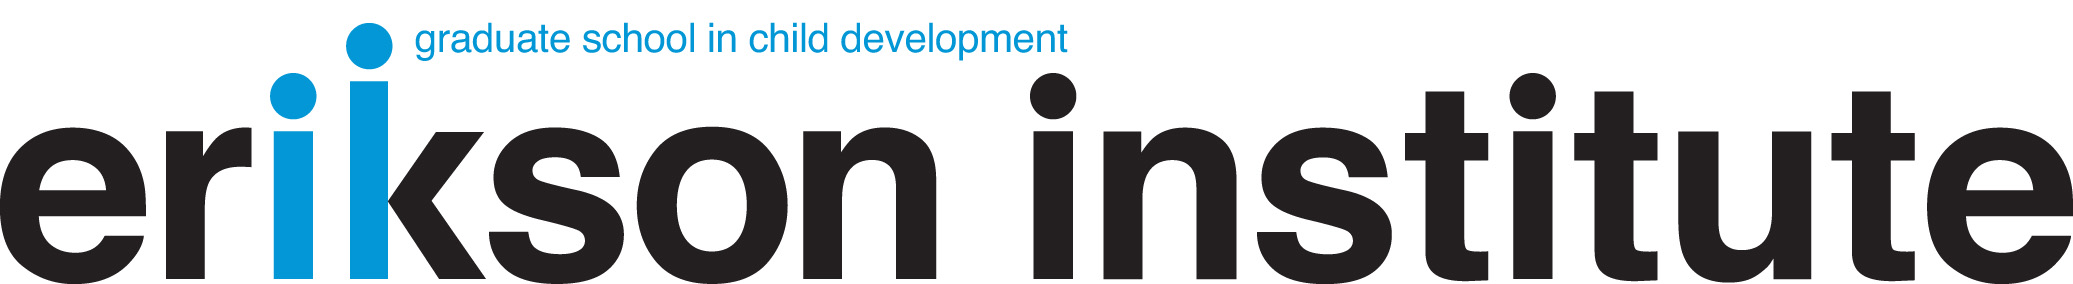 graduate school in child development
erikson institute